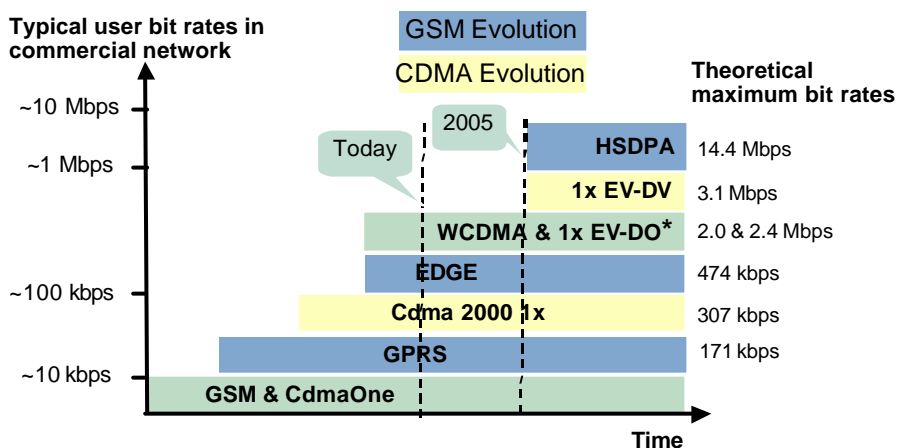 Typical user bit rates in
commercial network
GSM Evolution
CDMA Evolution
Theoretical
maximum bit rates
~10 Mbps
2005
Today
HSDPA
14.4 Mbps
~1 Mbps
1x EV-DV
3.1 Mbps
WCDMA & 1x EV-DO*
2.0 & 2.4 Mbps
EDGE
474 kbps
~100 kbps
Cdma 2000 1x
307 kbps
GPRS
171 kbps
~10 kbps
GSM & CdmaOne
Time